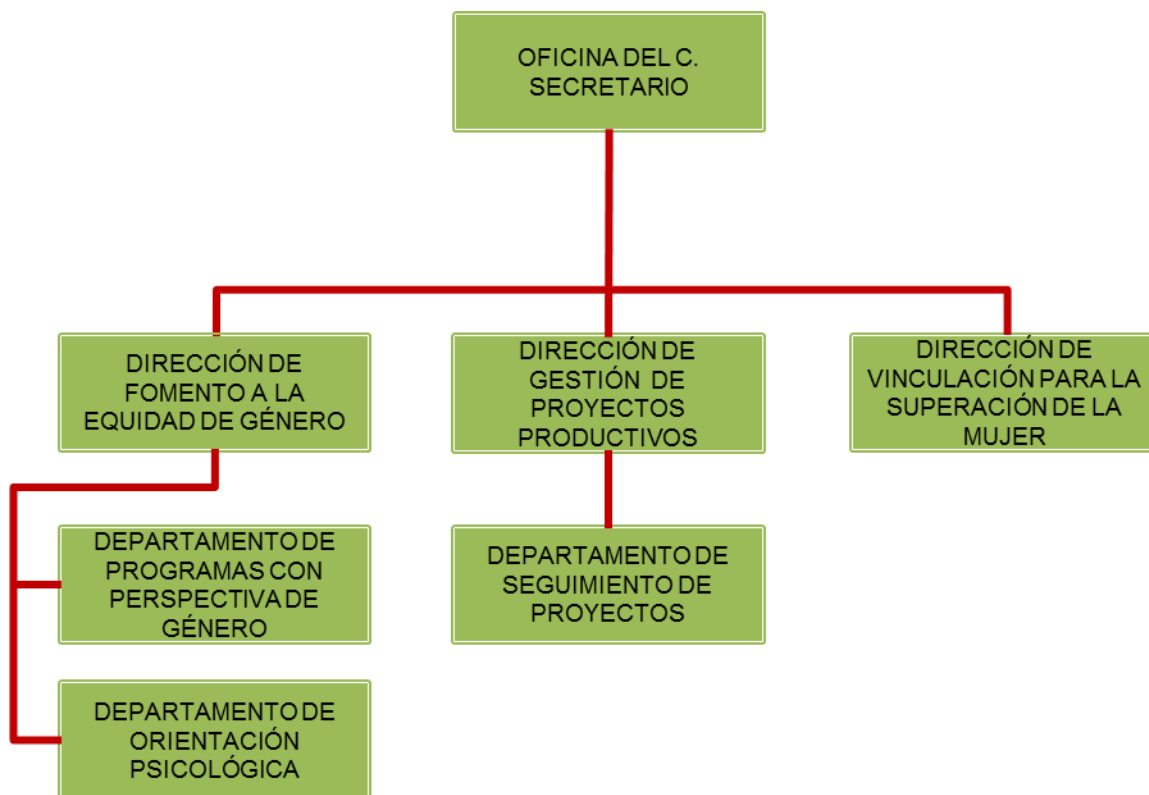 OFICINA DEL C.
SECRETARIO
DIRECCIÓN DE
FOMENTO A LA
EQUIDAD DE GÉNERO
DIRECCIÓN DE
GESTIÓN DE
PROYECTOS
PRODUCTIVOS
DIRECCIÓN DE
VINCULACIÓN PARA LA
SUPERACIÓN DE LA
MUJER
DEPARTAMENTO DE
PROGRAMAS CON
PERSPECTIVA DE
GÉNERO
DEPARTAMENTO DE
SEGUIMIENTO DE
PROYECTOS
DEPARTAMENTO DE
ORIENTACIÓN
PSICOLÓGICA